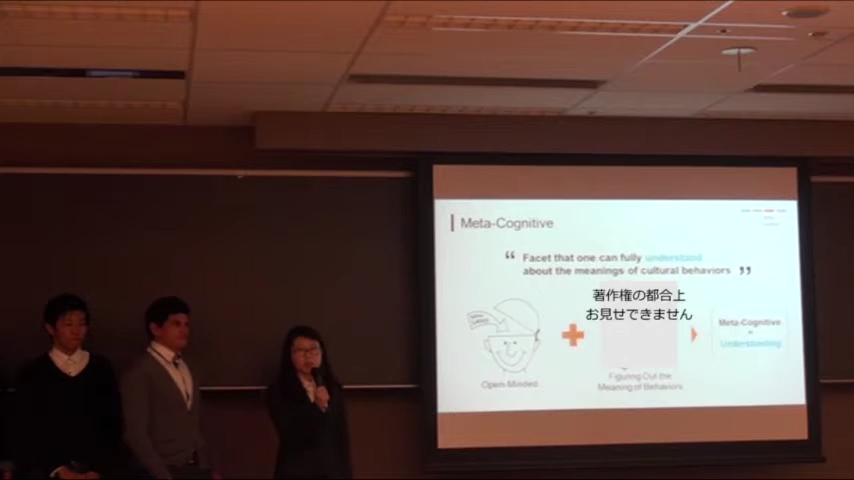 Meta-Cognitive
“ Facet that one can fully understand
about the meanings of cultural behaviors ”
著作権の都合上
お見せできません
Meta-Cognitive
=
Understanding
Open-Minded
Figuring Out the
Meaning of Behaviors